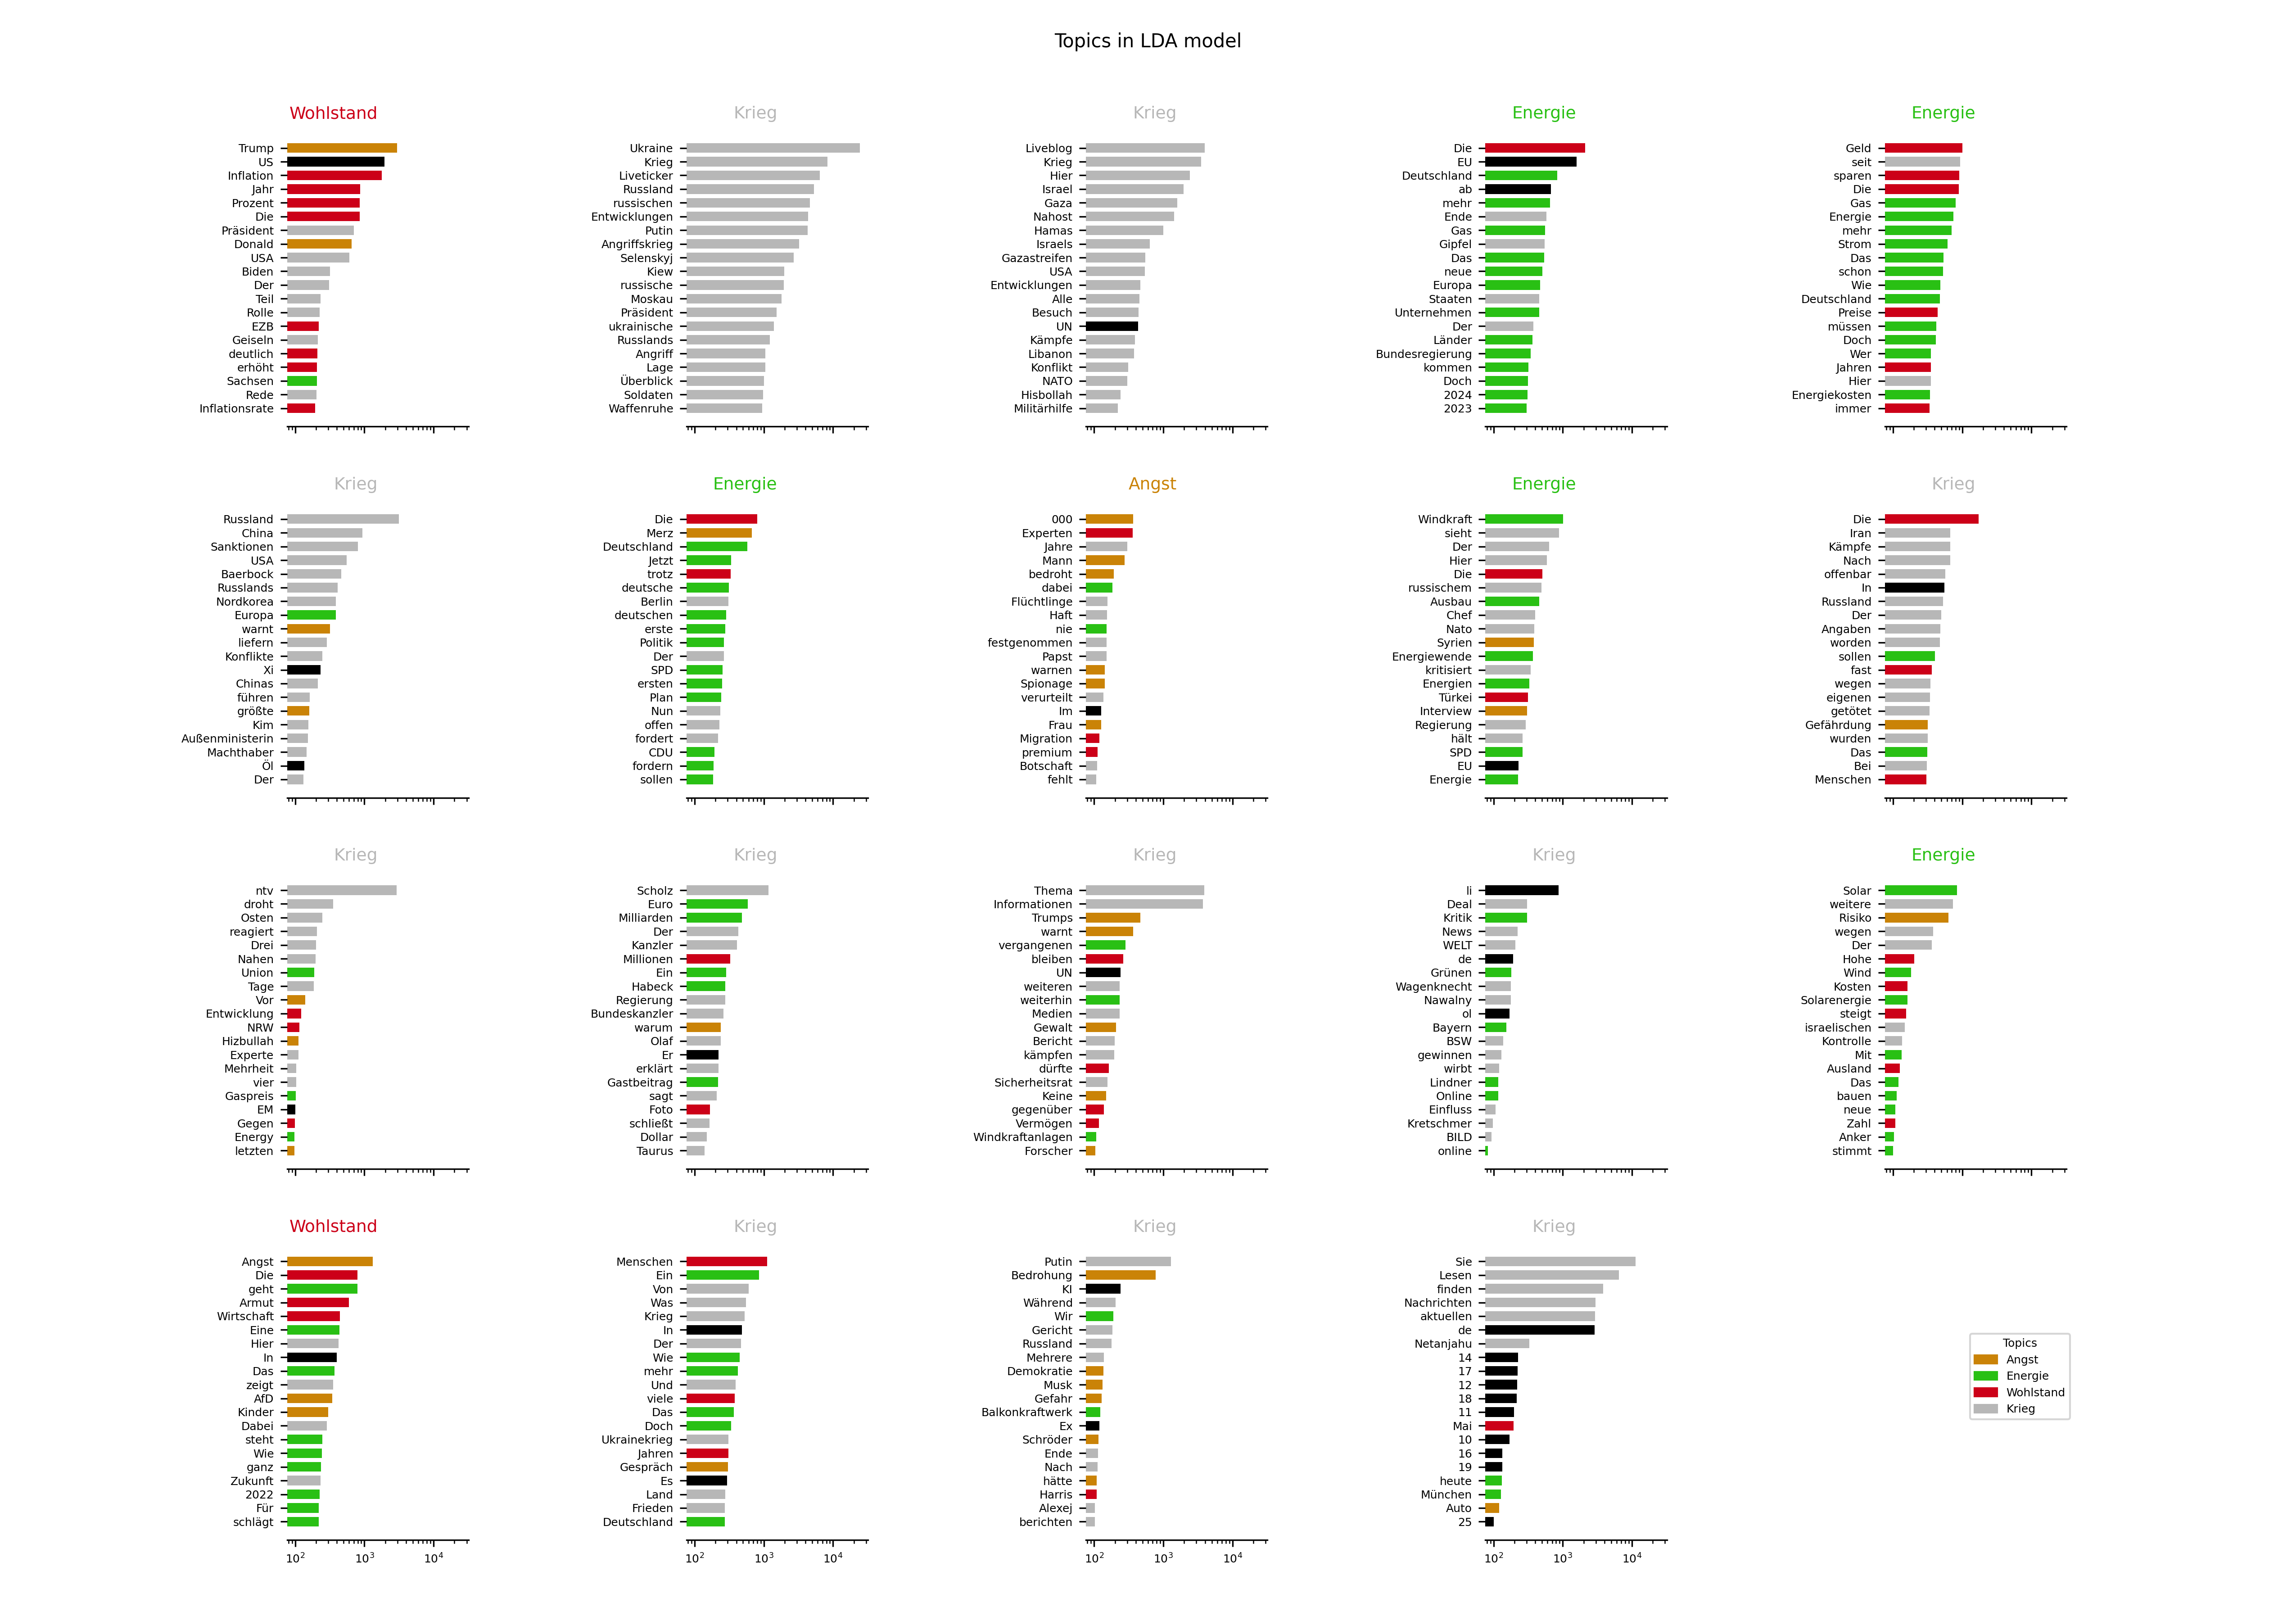 Topics in LDA model
Wohlstand
Trump
US
Inflation
Jahr
Prozent
Die
Präsident
Donald
USA
Biden
Der
Teil
Rolle
EZB
Geiseln
deutlich
erhöht
Sachsen
Rede
Inflationsrate
Krieg
Ukraine
Krieg
Liveticker
Russland
russischen
Entwicklungen
Putin
Angriffskrieg
Selenskyj
Kiew
russische
Moskau
Präsident
ukrainische
Russlands
Angriff
Lage
Überblick
Soldaten
Waffenruhe
Krieg
Liveblog
Krieg
Hier
Israel
Gaza
Nahost
Hamas
Israels
Gazastreifen
USA
Entwicklungen
Alle
Besuch
UN
Kämpfe
Libanon
Konflikt
NATO
Hisbollah
Militärhilfe
Energie
Die
EU
Deutschland
ab
mehr
Ende
Gas
Gipfel
Das
neue
Europa
Staaten
Unternehmen
Der
Länder
Bundesregierung
kommen
Doch
2024
2023
Energie
Geld
seit
sparen
Die
Gas
Energie
mehr
Strom
Das
schon
Wie
Deutschland
Preise
müssen
Doch
Wer
Jahren
Hier
Energiekosten
immer
Krieg
Russland
China
Sanktionen
USA
Baerbock
Russlands
Nordkorea
Europa
warnt
liefern
Konflikte
Xi
Chinas
führen
größte
Kim
Außenministerin
Machthaber
Öl
Der
Energie
Die
Merz
Deutschland
Jetzt
trotz
deutsche
Berlin
deutschen
erste
Politik
Der
SPD
ersten
Plan
Nun
offen
fordert
CDU
fordern
sollen
Angst
000
Experten
Jahre
Mann
bedroht
dabei
Flüchtlinge
Haft
nie
festgenommen
Papst
warnen
Spionage
verurteilt
Im
Frau
Migration
premium
Botschaft
fehlt
Energie
Windkraft
sieht
Der
Hier
Die
russischem
Ausbau
Chef
Nato
Syrien
Energiewende
kritisiert
Energien
Türkei
Interview
Regierung
hält
SPD
EU
Energie
Krieg
Die
Iran
Kämpfe
Nach
offenbar
In
Russland
Der
Angaben
worden
sollen
fast
wegen
eigenen
getötet
Gefährdung
wurden
Das
Bei
Menschen
Krieg
ntv
droht
Osten
reagiert
Drei
Nahen
Union
Tage
Vor
Entwicklung
NRW
Hizbullah
Experte
Mehrheit
vier
Gaspreis
EM
Gegen
Energy
letzten
Krieg
Scholz
Euro
Milliarden
Der
Kanzler
Millionen
Ein
Habeck
Regierung
Bundeskanzler
warum
Olaf
Er
erklärt
Gastbeitrag
sagt
Foto
schließt
Dollar
Taurus
Krieg
Thema
Informationen
Trumps
warnt
vergangenen
bleiben
UN
weiteren
weiterhin
Medien
Gewalt
Bericht
kämpfen
dürfte
Sicherheitsrat
Keine
gegenüber
Vermögen
Windkraftanlagen
Forscher
Krieg
li
Deal
Kritik
News
WELT
de
Grünen
Wagenknecht
Nawalny
ol
Bayern
BSW
gewinnen
wirbt
Lindner
Online
Einfluss
Kretschmer
BILD
online
Energie
Solar
weitere
Risiko
wegen
Der
Hohe
Wind
Kosten
Solarenergie
steigt
israelischen
Kontrolle
Mit
Ausland
Das
bauen
neue
Zahl
Anker
stimmt
Wohlstand
Angst
Die
geht
Armut
Wirtschaft
Eine
Hier
In
Das
zeigt
AfD
Kinder
Dabei
steht
Wie
ganz
Zukunft
2022
Für
schlägt
10² 10³ 10⁴
Krieg
Menschen
Ein
Von
Was
Krieg
In
Der
Wie
mehr
Und
viele
Das
Doch
Ukrainekrieg
Jahren
Gespräch
Es
Land
Frieden
Deutschland
10² 10³ 10⁴
Krieg
Putin
Bedrohung
KI
Während
Wir
Gericht
Russland
Mehrere
Demokratie
Musk
Gefahr
Balkonkraftwerk
Ex
Schröder
Ende
Nach
hätte
Harris
Alexej
berichten
10² 10³ 10⁴
Krieg
Sie
Lesen
finden
Nachrichten
aktuellen
de
Netanjahu
14
17
12
18
11
Mai
10
16
19
heute
München
Auto
25
10² 10³ 10⁴
Topics
Angst
Energie
Wohlstand
Krieg